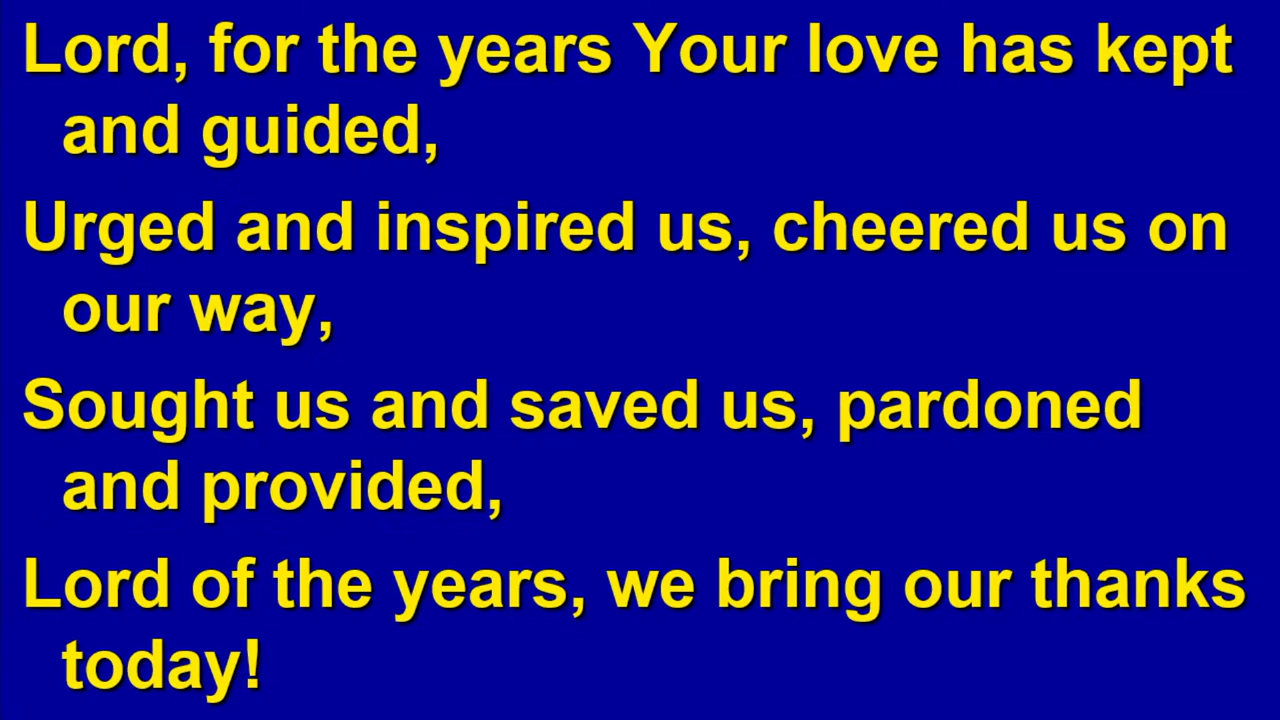 Lord, for the years Your love has kept
and guided,
Urged and inspired us, cheered us on
our way,
Sought us and saved us, pardoned
and provided,
Lord of the years, we bring our thanks
today!